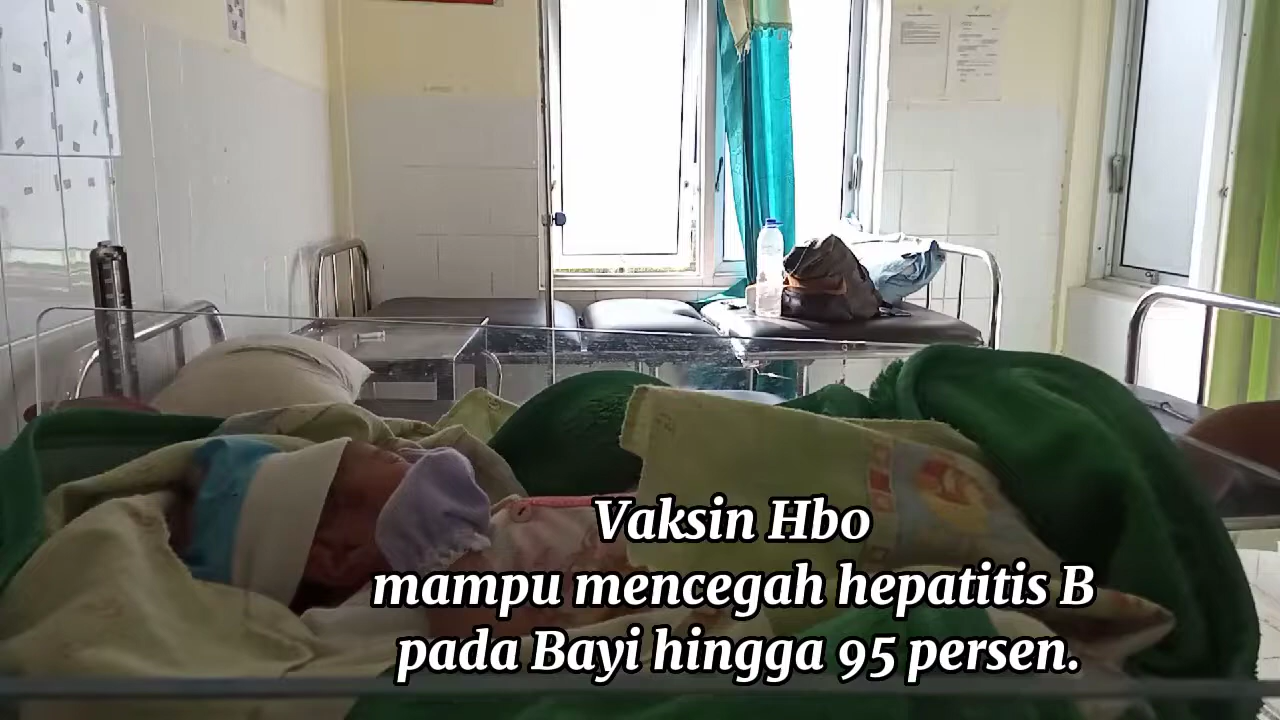 Vaksin Hbo
mampu mencegah hepatitis B
pada Bayi hingga 95 persen.